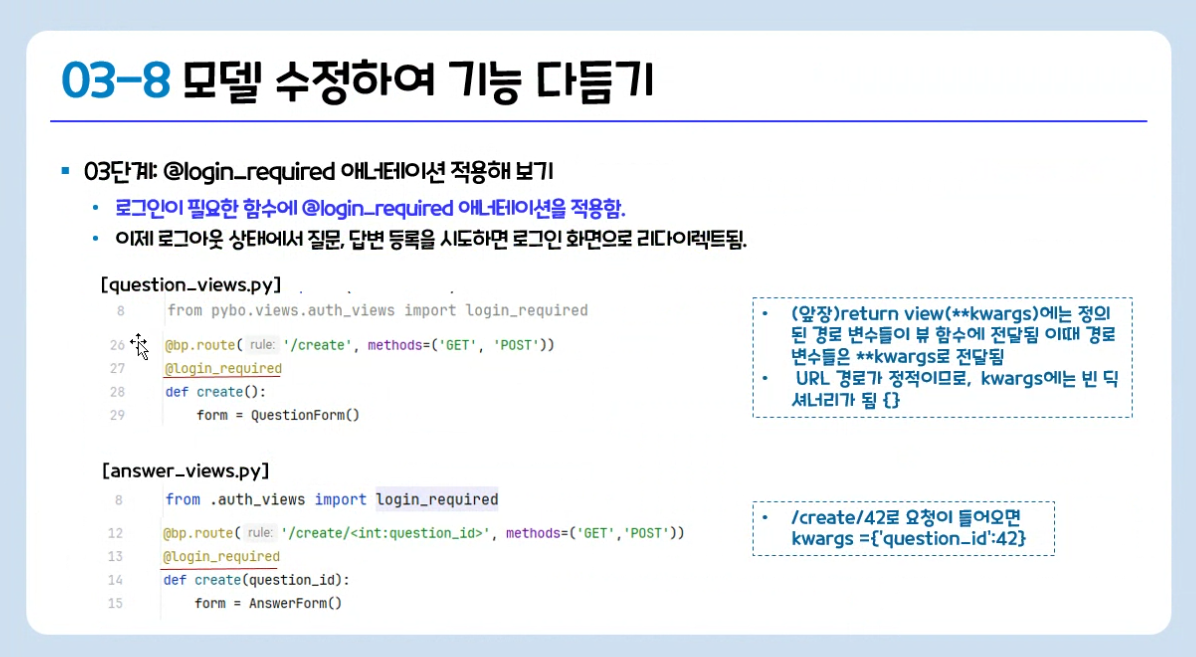 03-8 모델 수정하여 기능 다듬기
▪ 03단계: @login_required 애너테이션 적용해 보기
• 로그인이 필요한 함수에 @login_required 애너테이션을 적용함.
• 이제 로그아웃 상태에서 질문, 답변 등록을 시도하면 로그인 화면으로 리다이렉트됨.
[question_views.py]
8 from pybo.views.auth_views import login_required
26 @bp.route( rule: '/create', methods=('GET', 'POST'))
27 @login_required
28 def create():
29 form = QuestionForm()
• (앞장)return view(**kwargs)에는 정의
된 경로 변수들이 뷰 함수에 전달됨 이때 경로
변수들은 **kwargs로 전달됨
• URL 경로가 정적이므로, kwargs에는 빈 딕
셔너리가 됨 {}
[answer_views.py]
8 from .auth_views import login_required
12 @bp.route( rule: '/create/<int:question_id>', methods=('GET','POST'))
13 @login_required
14 def create(question_id):
15 form = AnswerForm()
• /create/42로 요청이 들어오면
kwargs ={'question_id':42}